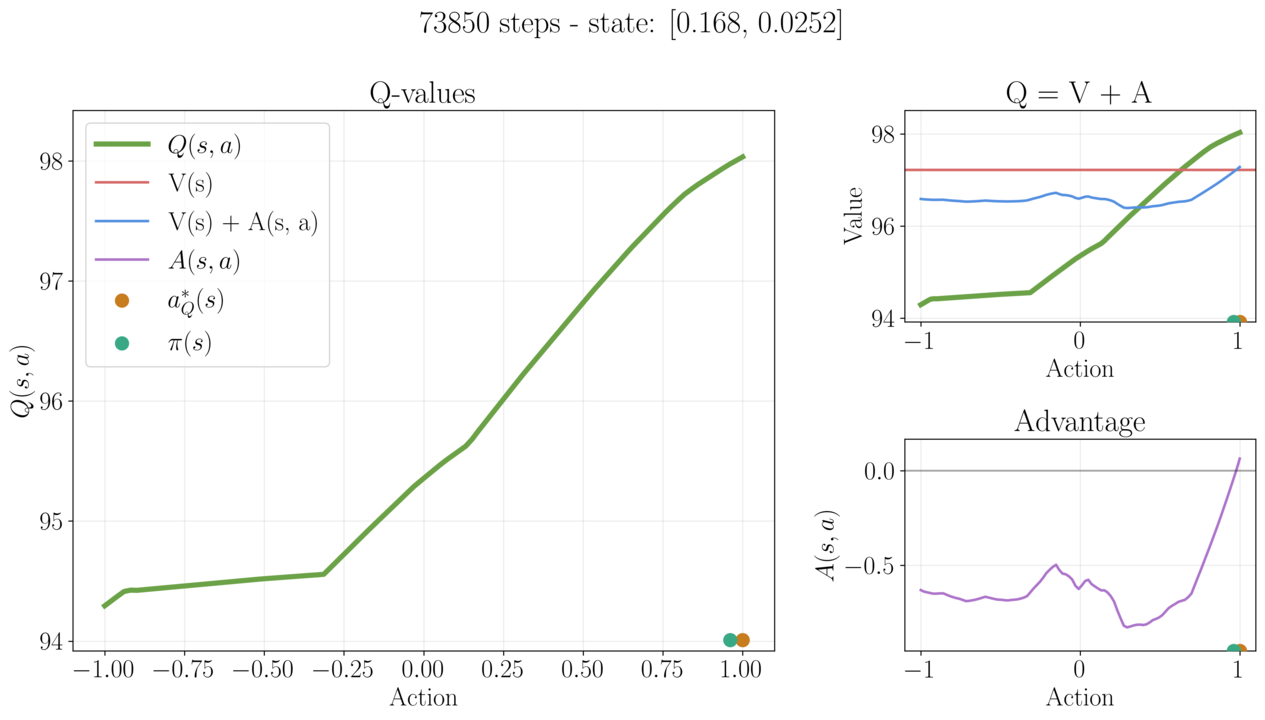 73850 steps - state: [0.168, 0.0252]
Q-values
Q(s, a)
V(s)
V(s) + A(s, a)
A(s, a)
a*Q(s)
π(s)
98
97
96
95
94
Q(s, a)
−1.00 −0.75 −0.50 −0.25 0.00 0.25 0.50 0.75 1.00
Action
Q = V + A
98
96
94
Value
−1 0 1
Action
Advantage
0.0
−0.5
A(s, a)
−1 0 1
Action